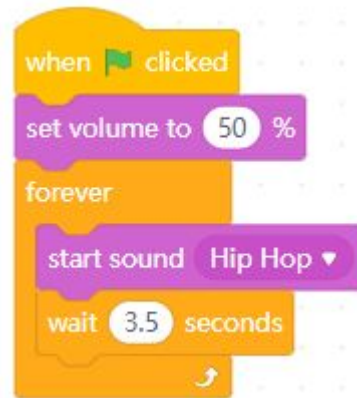 when clicked
set volume to 50 %
forever
start sound Hip Hop
wait 3.5 seconds